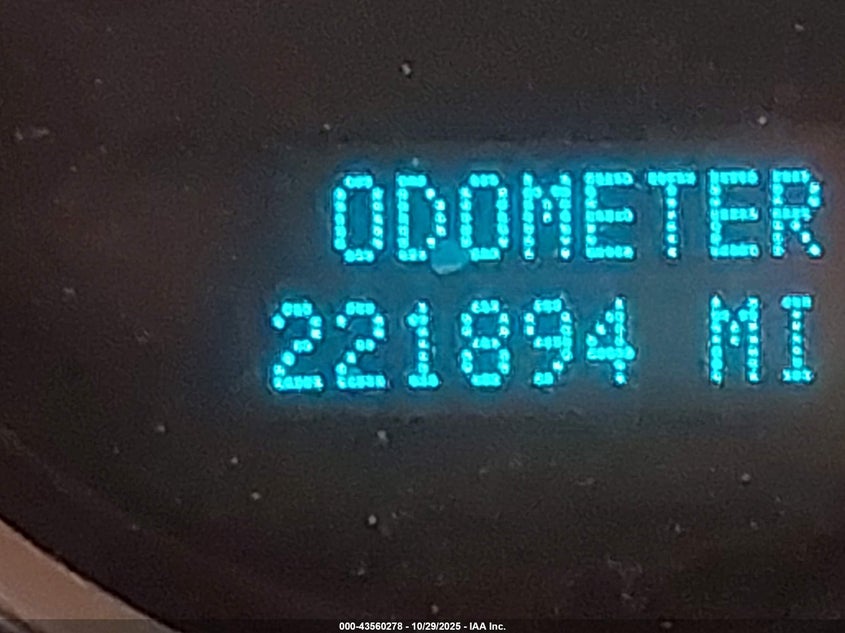 ODOMETER
221894 MI
000-43560278 - 10/29/2025 - IAA Inc.